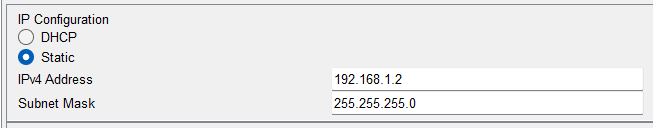 IP Configuration
DHCP
Static
IPv4 Address 192.168.1.2
Subnet Mask 255.255.255.0